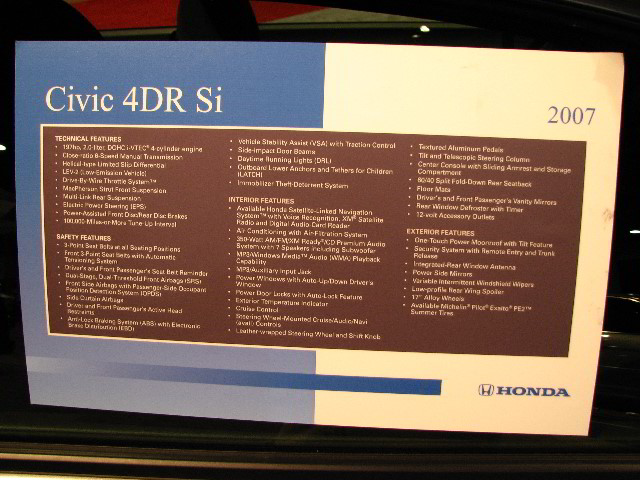 Civic 4DR Si
2007
TECHNICAL FEATURES
• 197hp, 2.0-liter, DOHC i-VTEC® 4-cylinder engine
• Close-ratio 6-Speed Manual Transmission
• Helical-type Limited Slip Differential
• LEV-2 (Low-Emission Vehicle)
• Drive-By-Wire Throttle System™
• MacPherson Strut Front Suspension
• Multi-Link Rear Suspension
• Electric Power Steering (EPS)
• Power-Assisted Front Disc/Rear Disc Brakes
• 100,000-Miles-or-More Tune-Up Interval
SAFETY FEATURES
• 3-Point Seat Belts at all Seating Positions
• Front 3-Point Seat Belts with Automatic
Tensioning System
• Driver's and Front Passenger's Seat Belt Reminder
• Dual-Stage, Dual-Threshold Front Airbags (SRS)
• Front Side Airbags with Passenger-Side Occupant
Position Detection System (OPDS)
• Side Curtain Airbags
• Driver and Front Passenger's Active Head
Restraints
• Anti-Lock Braking System (ABS) with Electronic
Brake Distribution (EBD)
• Vehicle Stability Assist (VSA) with Traction Control
• Side-Impact Door Beams
• Daytime Running Lights (DRL)
• Outboard Lower Anchors and Tethers for Children
(LATCH)
• Immobilizer Theft-Deterrent System
INTERIOR FEATURES
• Available Honda Satellite-Linked Navigation
System™ with Voice Recognition, XM® Satellite
Radio and Digital Audio Card Reader
• Air Conditioning with Air-Filtration System
• 350-Watt AM/FM/XM Ready®/CD Premium Audio
System with 7 Speakers including Subwoofer
• MP3/Windows Media™ Audio (WMA) Playback
Capability
• MP3/Auxiliary Input Jack
• Power Windows with Auto-Up/Down Driver's
Window
• Power Door Locks with Auto-Lock Feature
• Exterior Temperature Indicator
• Cruise Control
• Steering Wheel-Mounted Cruise/Audio/Navi
(avail) Controls
• Leather-wrapped Steering Wheel and Shift Knob
• Textured Aluminum Pedals
• Tilt and Telescopic Steering Column
• Center Console with Sliding Armrest and Storage
Compartment
• 60/40 Split Fold-Down Rear Seatback
• Floor Mats
• Driver's and Front Passenger's Vanity Mirrors
• Rear Window Defroster with Timer
• 12-volt Accessory Outlets
EXTERIOR FEATURES
• One-Touch Power Moonroof with Tilt Feature
• Security System with Remote Entry and Trunk
Release
• Integrated-Rear Window Antenna
• Power Side Mirrors
• Variable Intermittent Windshield Wipers
• Low-profile Rear Wing Spoiler
• 17" Alloy Wheels
• Available Michelin® Pilot® Exalto® PE2™
Summer Tires
HONDA